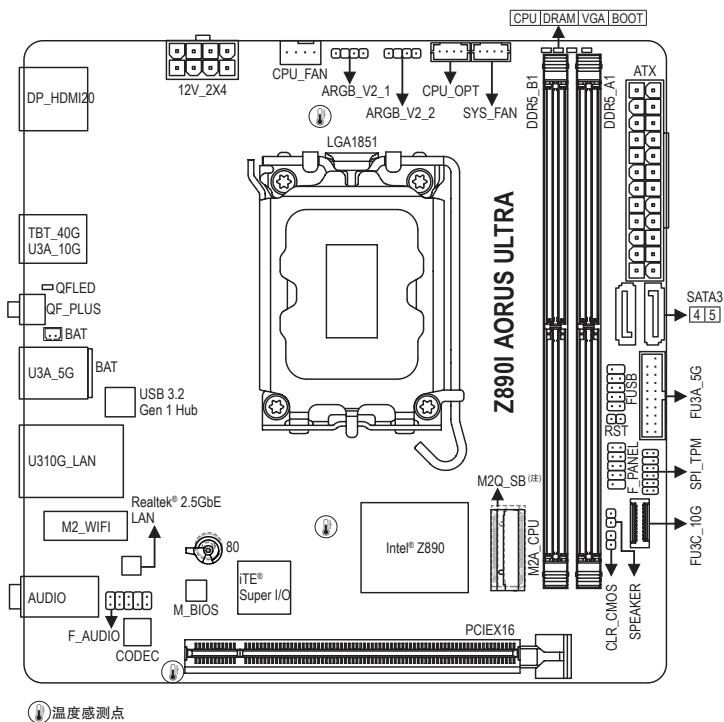 CPU DRAM VGA BOOT
DP_HDMI20
12V_2X4
CPU_FAN
ARGB_V2_1
ARGB_V2_2
CPU_OPT
SYS_FAN
DDR5_B1
DDR5_A1
ATX
LGA1851
TBT_40G
U3A_10G
QFLED
QF_PLUS
BAT
U3A_5G
BAT
USB 3.2
Gen 1 Hub
Z890I AORUS ULTRA
SATA3
4 5
FUSB
FU3A_5G
RST
F_PANEL
SPI_TPM
FU3C_10G
U310G_LAN
Realtek® 2.5GbE
LAN
M2_WIFI
80
M2Q_SB (注)
M2A_CPU
Intel® Z890
iTE®
Super I/O
M_BIOS
AUDIO
F_AUDIO
CODEC
CLR_CMOS
SPEAKER
PCIEX16
温度感测点